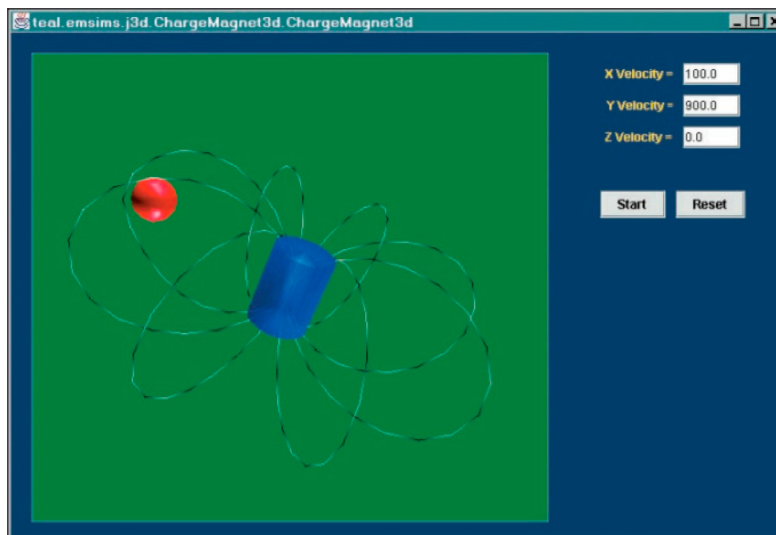 teal.emsims.j3d.ChargeMagnet3d.ChargeMagnet3d
X Velocity = 100.0
Y Velocity = 900.0
Z Velocity = 0.0
Start Reset